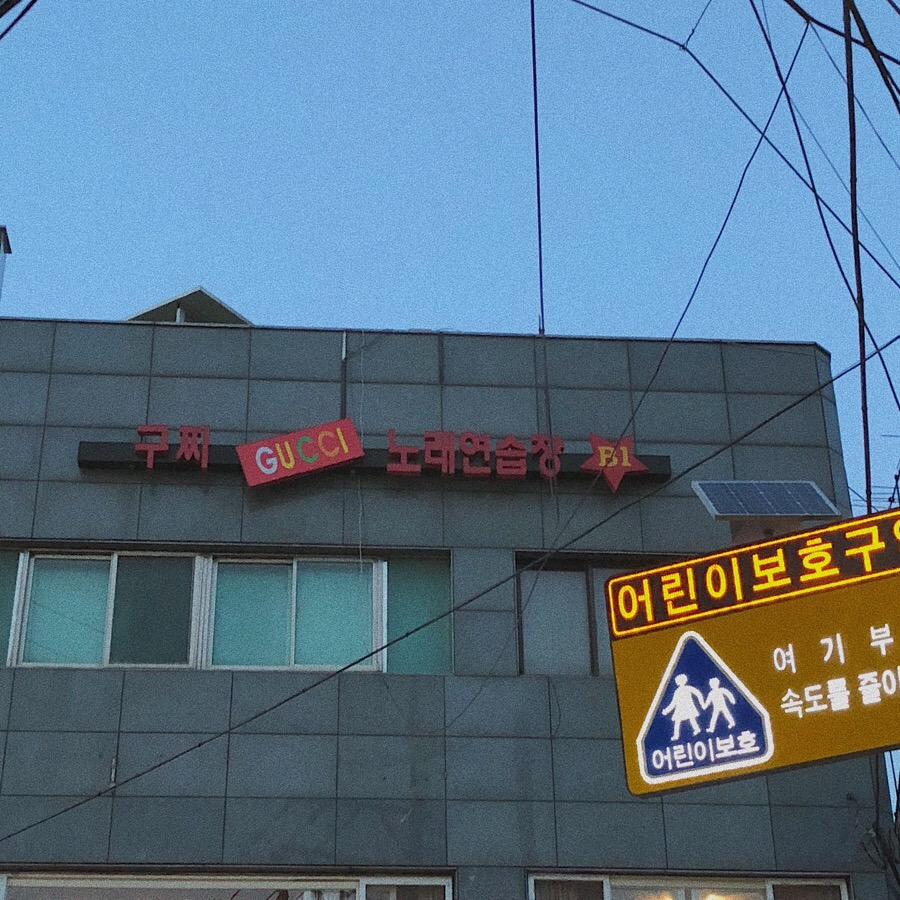 구찌 GUCCI 노래연습장 B1
어린이보호구
여기부
속도를 줄이
어린이보호